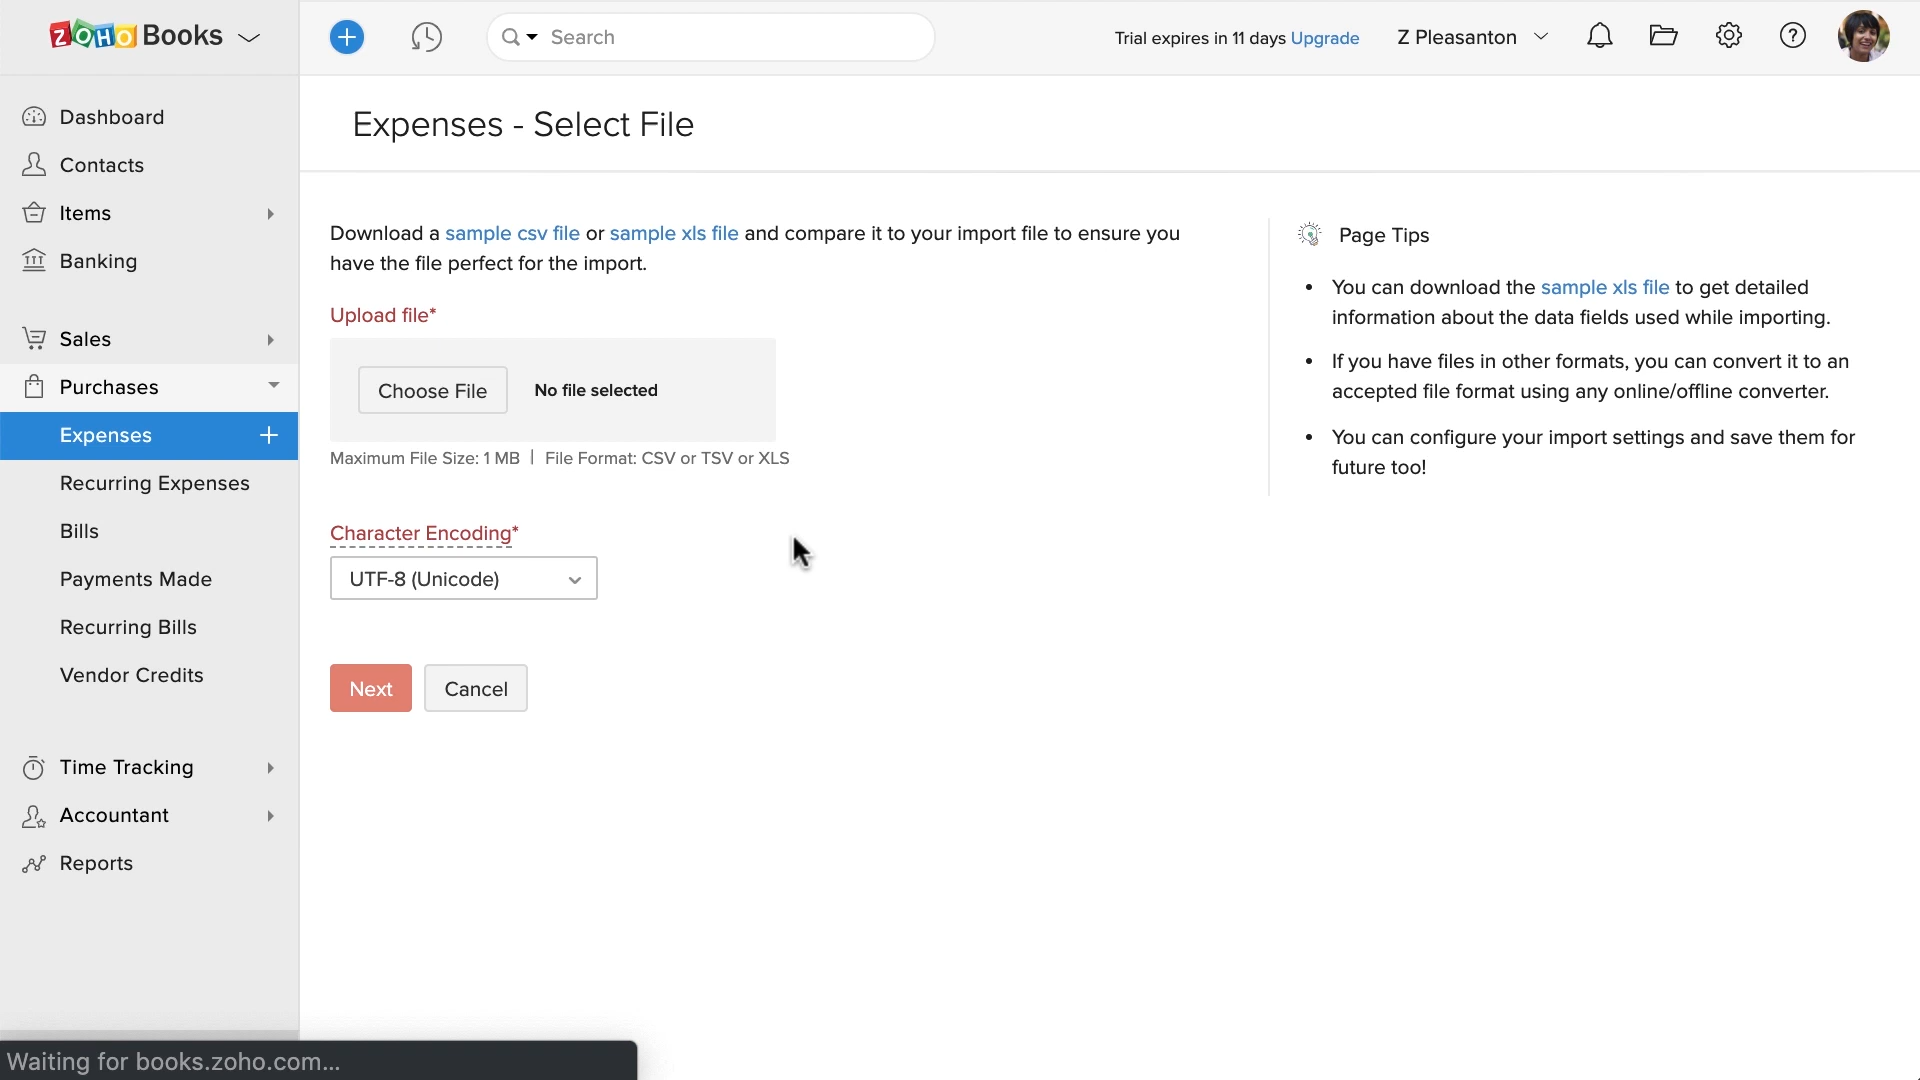 ZOHO Books
Search
Trial expires in 11 days Upgrade
Z Pleasanton
Dashboard
Contacts
Items
Banking
Sales
Purchases
Expenses
Recurring Expenses
Bills
Payments Made
Recurring Bills
Vendor Credits
Time Tracking
Accountant
Reports
Expenses - Select File
Download a sample csv file or sample xls file and compare it to your import file to ensure you
have the file perfect for the import.
Upload file*
Choose File No file selected
Maximum File Size: 1 MB | File Format: CSV or TSV or XLS
Character Encoding*
UTF-8 (Unicode)
Next Cancel
Page Tips
• You can download the sample xls file to get detailed
information about the data fields used while importing.
• If you have files in other formats, you can convert it to an
accepted file format using any online/offline converter.
• You can configure your import settings and save them for
future too!
Waiting for books.zoho.com...